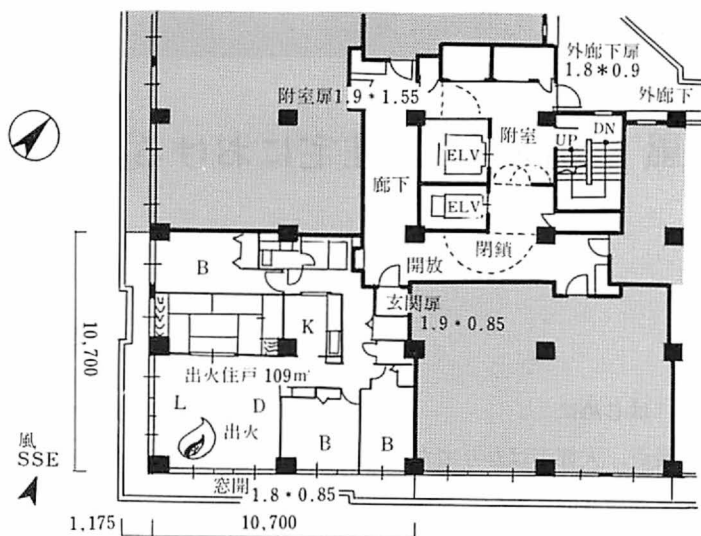 外廊下扉
1.8*0.9
附室扉1.9・1.55
外廊下
附室
UP
DN
ELV
廊下
ELV
閉鎖
開放
B
玄関扉
1.9・0.85
K
10,700
出火住戸 109㎡
L
D
出火
B
B
風
SSE
窓開1.8・0.85
1,175
10,700